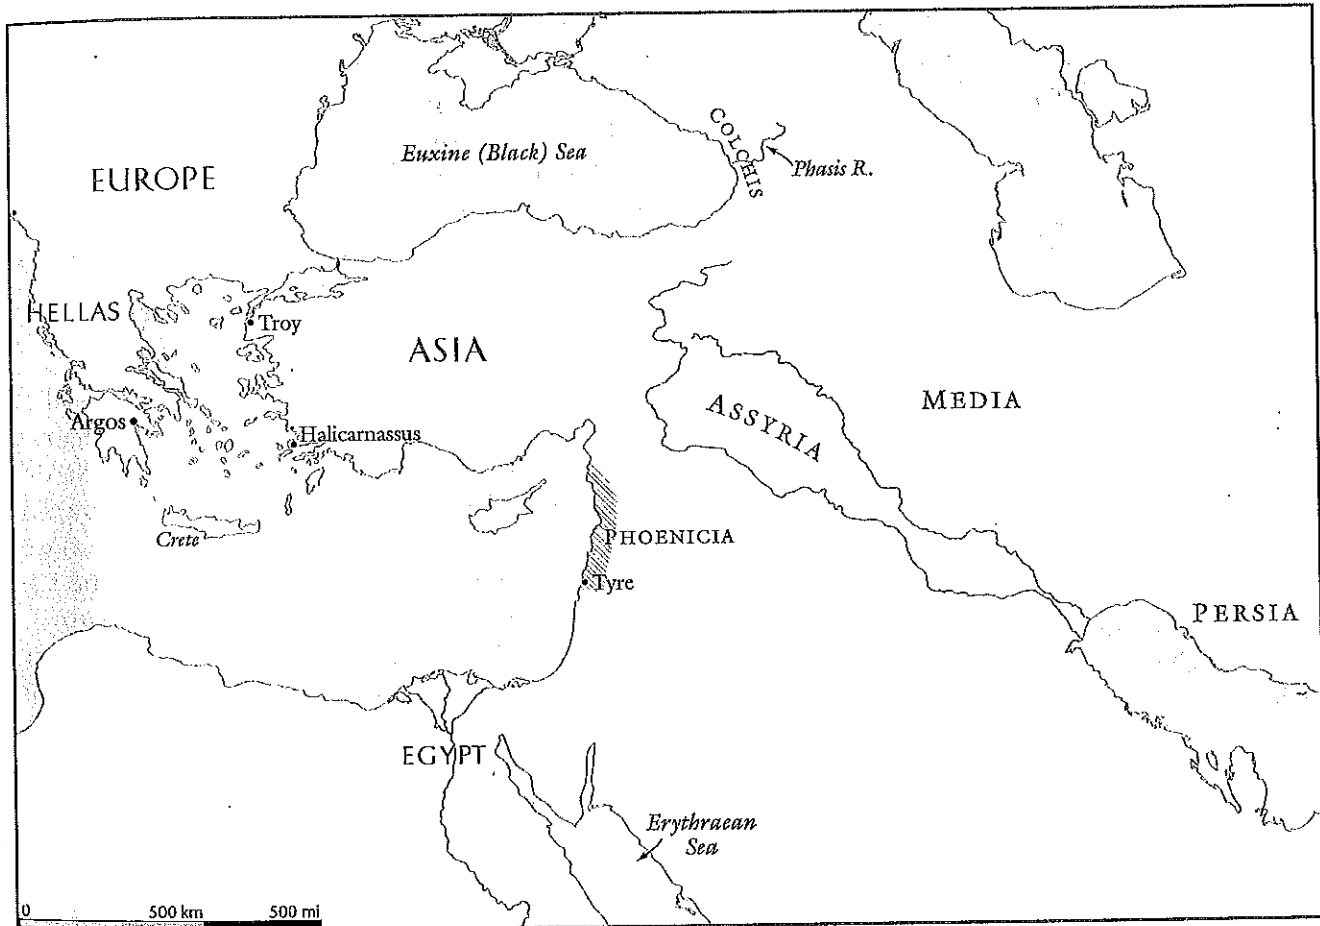 Euxine (Black) Sea
COLCHIS
Phasis R.
EUROPE
HELLAS
Troy
ASIA
MEDIA
ASSYRIA
Argos
Halicarnassus
Crete
PHOENICIA
Tyre
PERSIA
EGYPT
Erythraean
Sea
0 500 km 500 mi